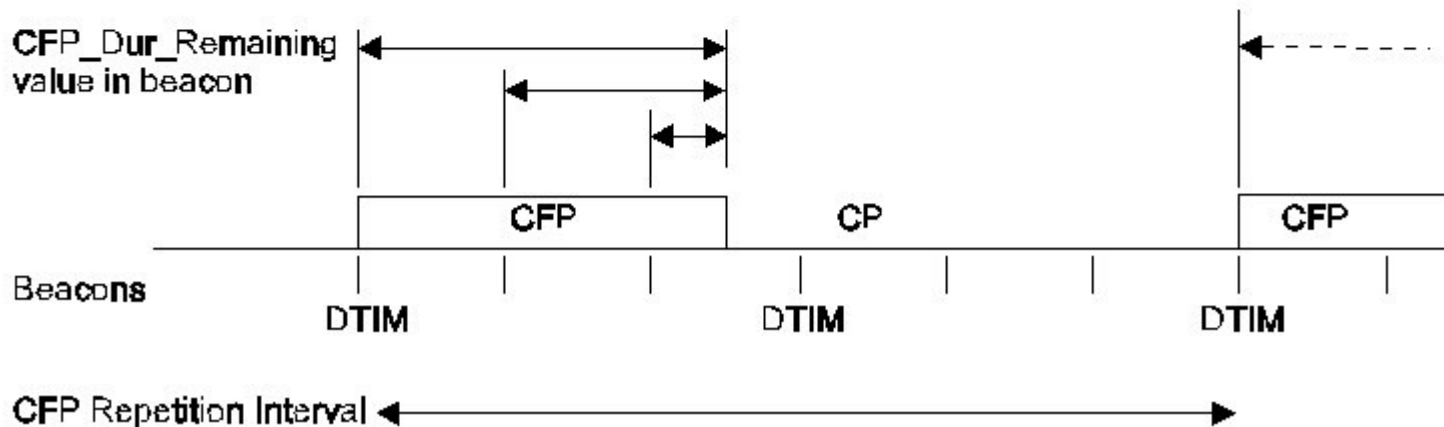 CFP_Dur_Remaining
value in beacon
CFP
CP
CFP
Beacons
DTIM
DTIM
DTIM
CFP Repetition Interval